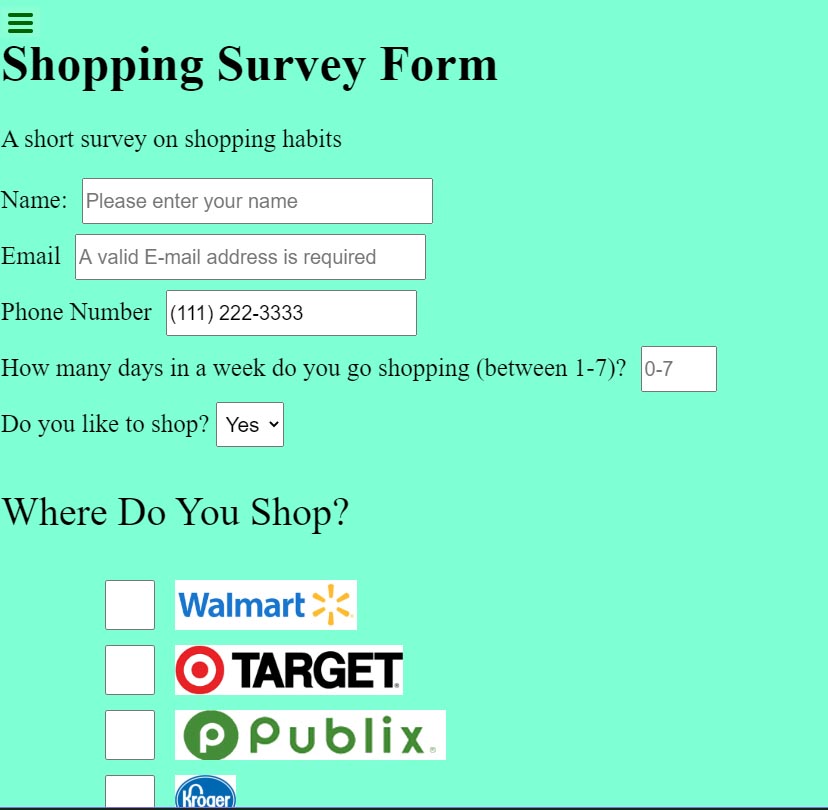 Shopping Survey Form
A short survey on shopping habits
Name: Please enter your name
Email A valid E-mail address is required
Phone Number (111) 222-3333
How many days in a week do you go shopping (between 1-7)? 0-7
Do you like to shop? Yes
Where Do You Shop?
Walmart
TARGET
Publix
Kroger